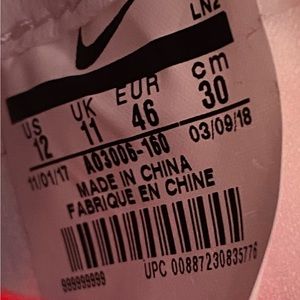 LN2
US UK EUR cm
12 11 46 30
11/01/17 AO3006-160 03/09/18
MADE IN CHINA
FABRIQUE EN CHINE
999999999 UPC 00887230835776